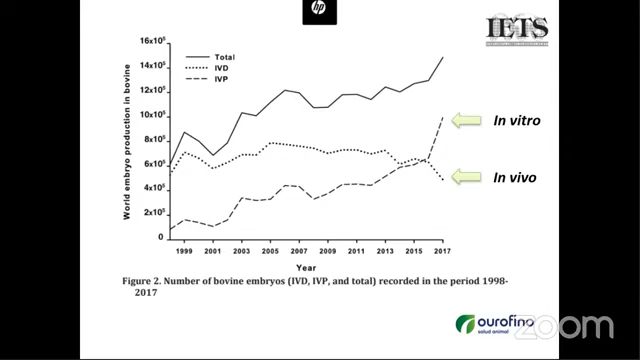 hp
IETS
16x10⁵
14x10⁵
12x10⁵
10x10⁵
8x10⁵
6x10⁵
4x10⁵
2x10⁵
0
World embryo production in bovine
Total
IVD
IVP
In vitro
In vivo
1999 2001 2003 2005 2007 2009 2011 2013 2015 2017
Year
Figure 2. Number of bovine embryos (IVD, IVP, and total) recorded in the period 1998-
2017
ourofino
salud animal
zoom